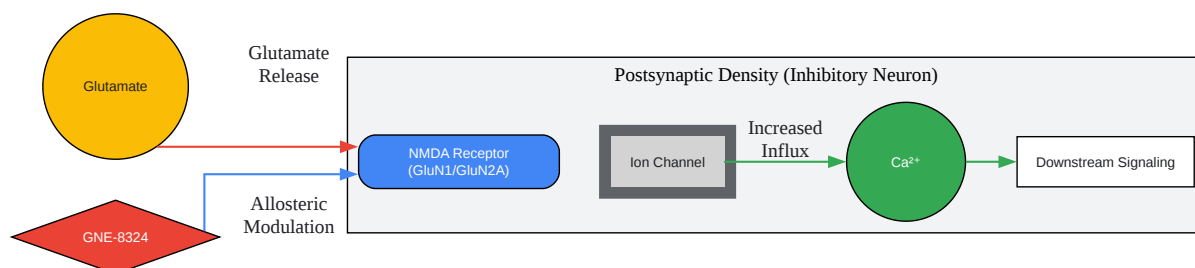 Glutamate
Glutamate
Release
Postsynaptic Density (Inhibitory Neuron)
NMDA Receptor
(GluN1/GluN2A)
Ion Channel
Increased
Influx
Ca²⁺
Downstream Signaling
Allosteric
Modulation
GNE-8324